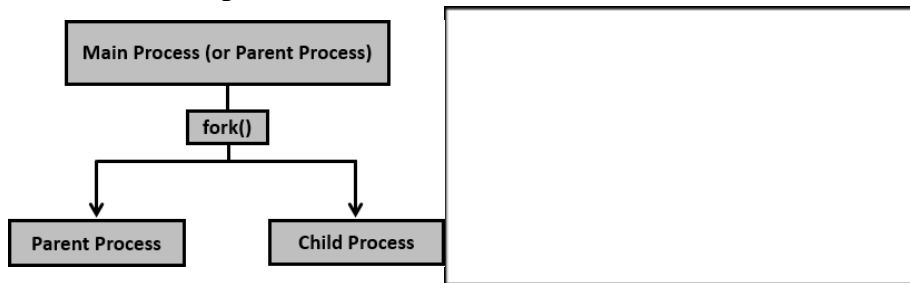 Main Process (or Parent Process)
fork()
Parent Process
Child Process